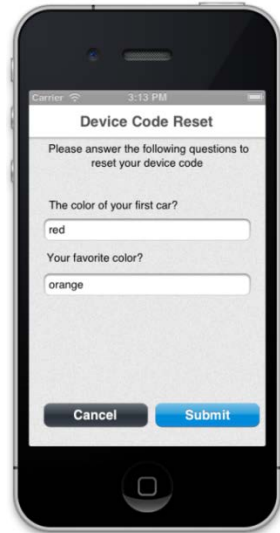 Carrier 3:13 PM
Device Code Reset
Please answer the following questions to
reset your device code
The color of your first car?
red
Your favorite color?
orange
Cancel Submit